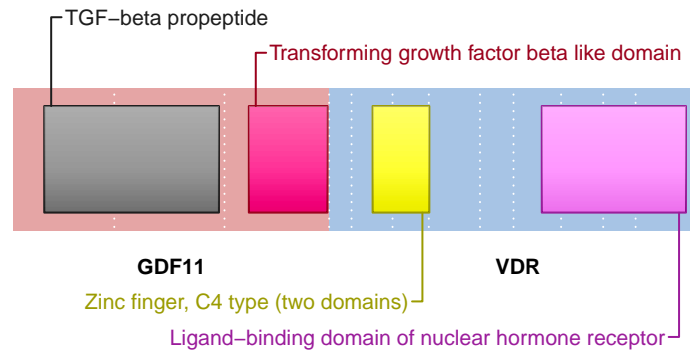 TGF−beta propeptide
Transforming growth factor beta like domain
GDF11 VDR
Zinc finger, C4 type (two domains)
Ligand−binding domain of nuclear hormone receptor